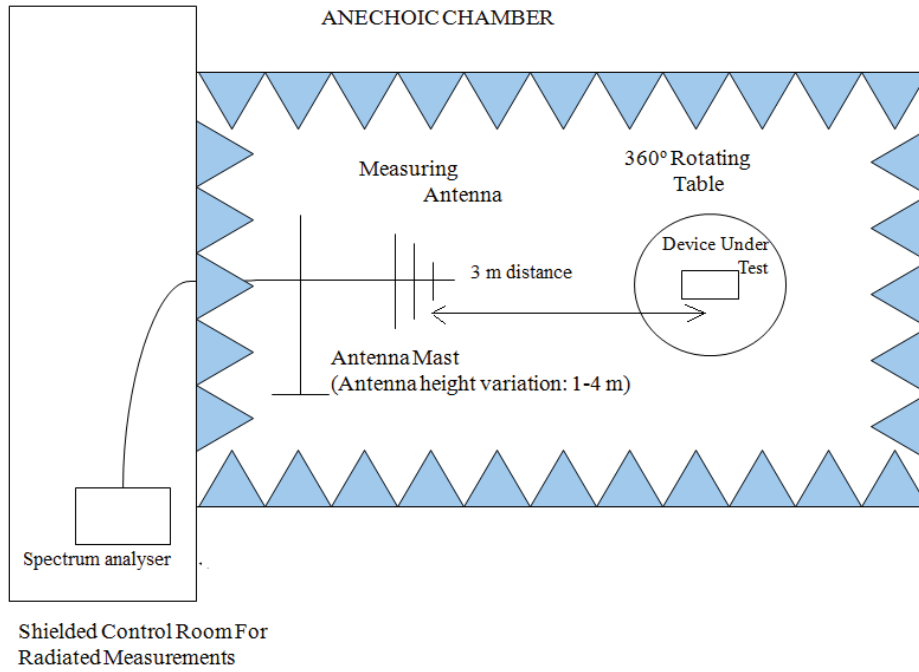 ANECHOIC CHAMBER
Measuring
Antenna
360º Rotating
Table
Device Under
Test
3 m distance
Antenna Mast
(Antenna height variation: 1-4 m)
Spectrum analyser
Shielded Control Room For
Radiated Measurements